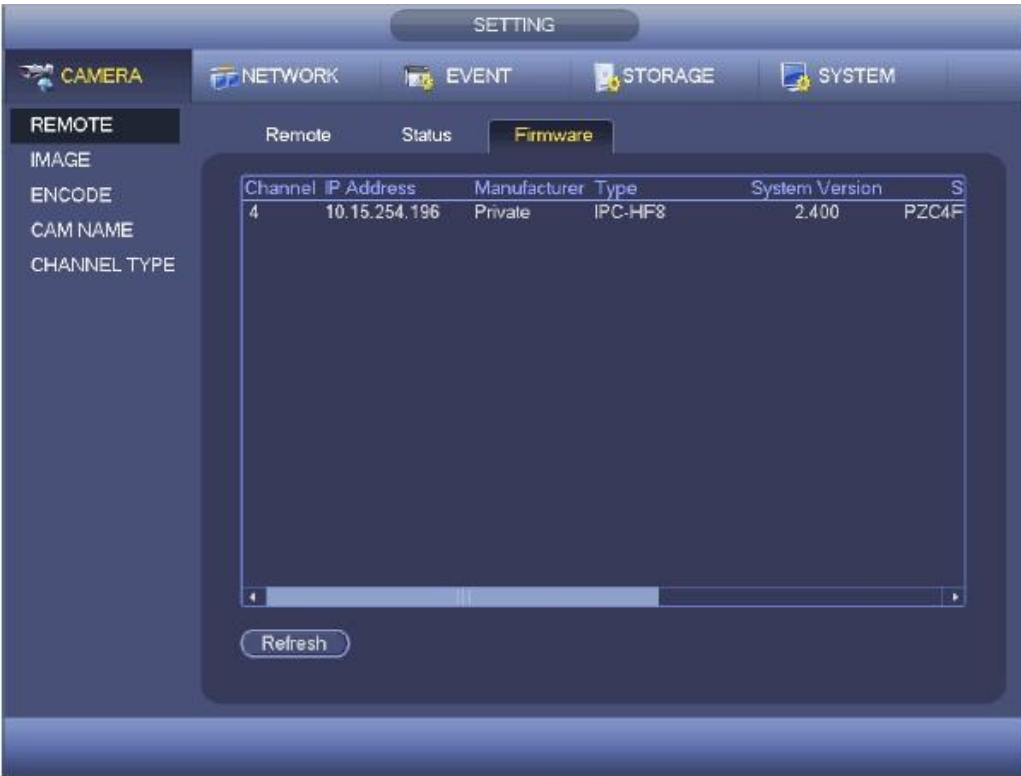 SETTING
CAMERA NETWORK EVENT STORAGE SYSTEM
REMOTE
IMAGE
ENCODE
CAM NAME
CHANNEL TYPE
Remote Status Firmware
Channel IP Address Manufacturer Type System Version S
4 10.15.254.196 Private IPC-HF8 2.400 PZC4F
Refresh